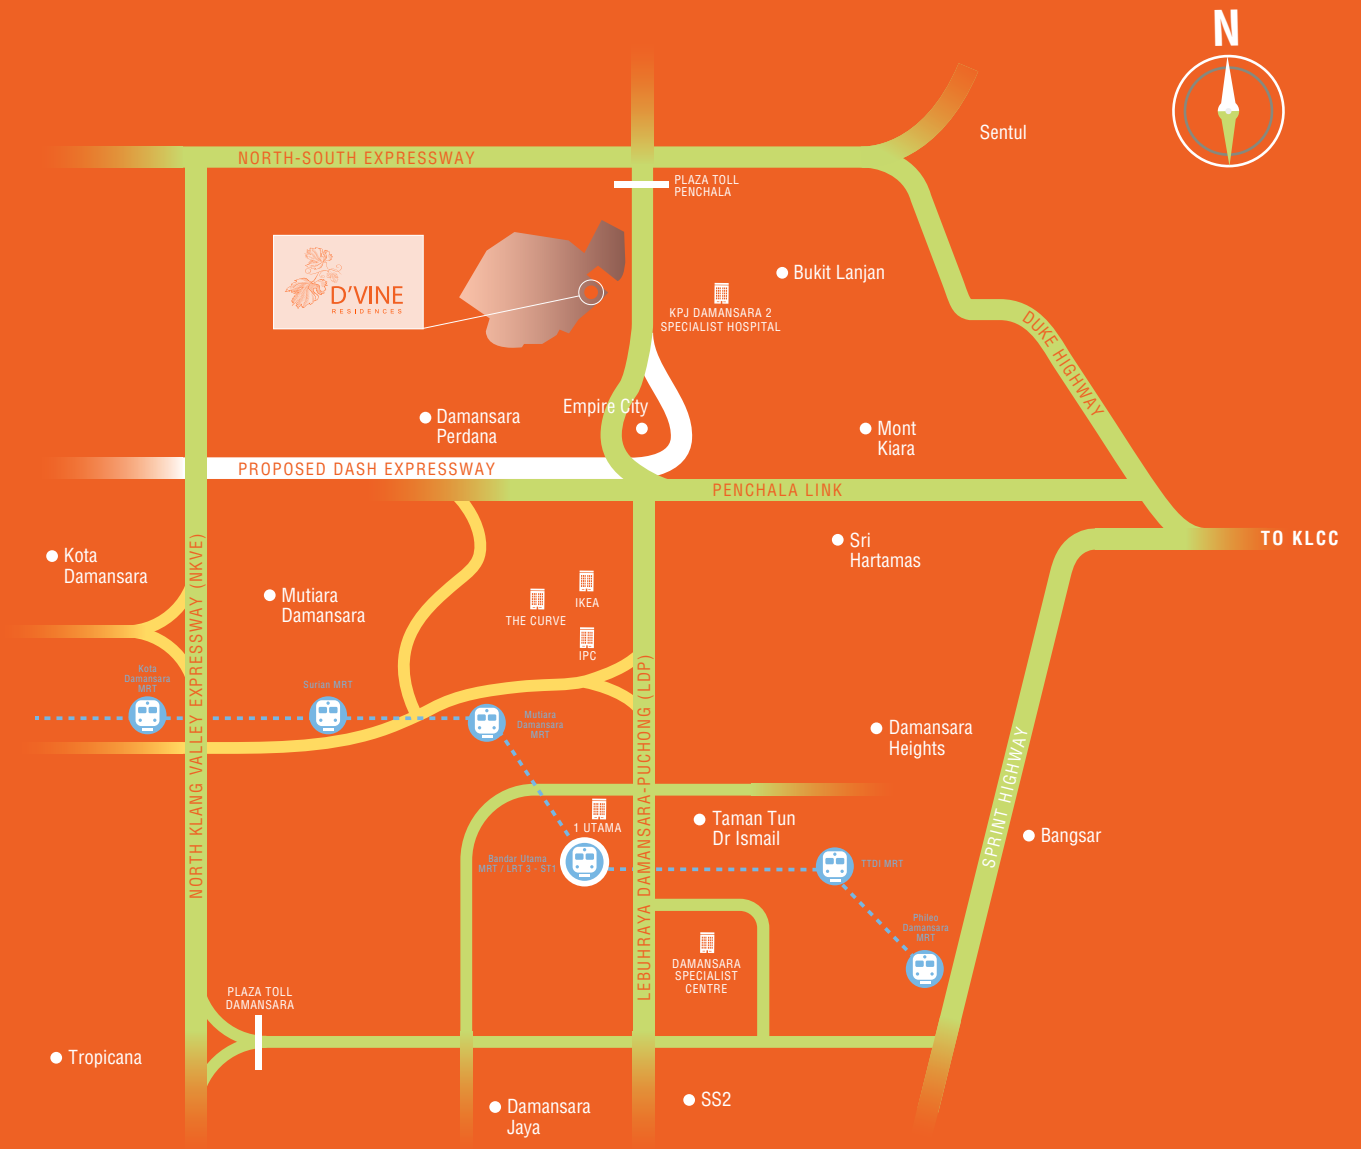 N
Sentul
NORTH-SOUTH EXPRESSWAY
PLAZA TOLL
PENCHALA
D'VINE
RESIDENCES
Bukit Lanjan
KPJ DAMANSARA 2
SPECIALIST HOSPITAL
DUKE HIGHWAY
Empire City
Damansara
Perdana
Mont
Kiara
PROPOSED DASH EXPRESSWAY
PENCHALA LINK
TO KLCC
Kota
Damansara
Sri
Hartamas
Mutiara
Damansara
IKEA
THE CURVE
IPC
NORTH KLANG VALLEY EXPRESSWAY (NKVE)
LEBUHRAYA DAMANSARA-PUCHONG (LDP)
Kota
Damansara
MRT
Surian MRT
Mutiara
Damansara
MRT
Damansara
Heights
SPRINT HIGHWAY
1 UTAMA
Taman Tun
Dr Ismail
Bangsar
Bandar Utama
MRT / LRT 3 - ST1
TTDI MRT
Phileo
Damansara
MRT
DAMANSARA
SPECIALIST
CENTRE
PLAZA TOLL
DAMANSARA
Tropicana
Damansara
Jaya
SS2